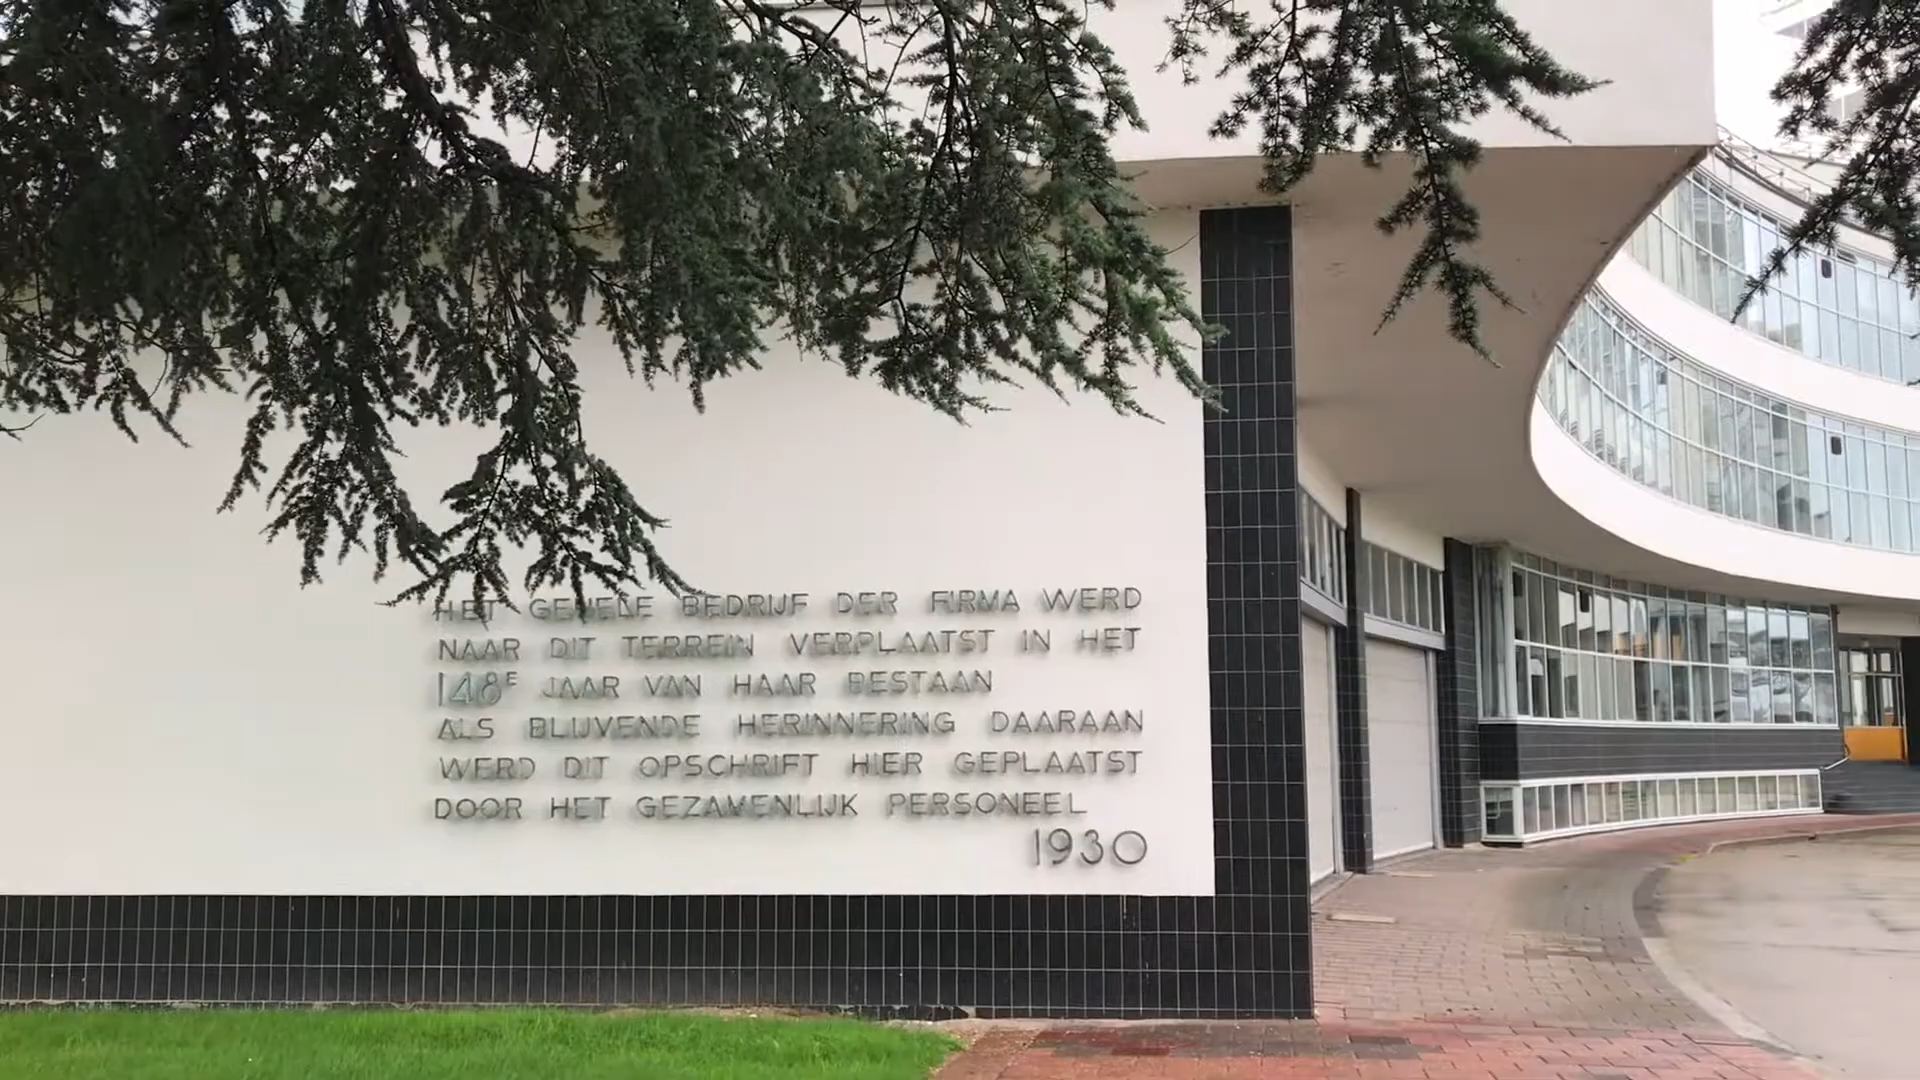 HET GEHELE BEDRIJF DER FIRMA WERD
NAAR DIT TERREIN VERPLAATST IN HET
148E JAAR VAN HAAR BESTAAN
ALS BLIJVENDE HERINNERING DAARAAN
WERD DIT OPSCHRIFT HIER GEPLAATST
DOOR HET GEZAMENLIJK PERSONEEL
1930